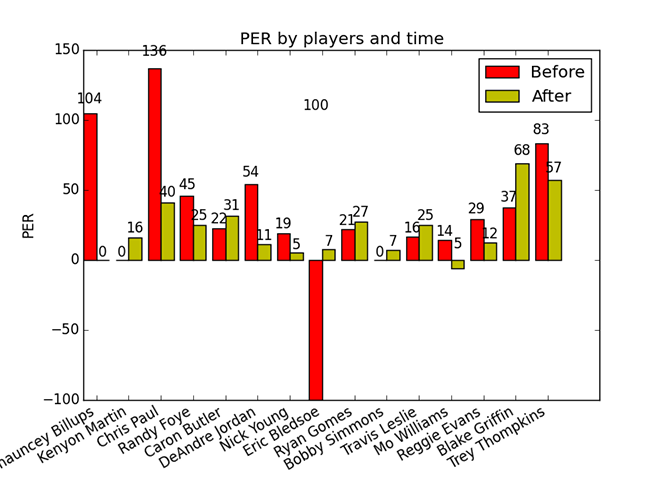 PER by players and time
Before
After
PER
150
100
50
0
−50
−100
104
0
0
16
136
40
45
25
22
31
54
11
19
5
100
7
21
27
0
7
16
25
14
5
29
12
37
68
83
57
hauncey Billups
Kenyon Martin
Chris Paul
Randy Foye
Caron Butler
DeAndre Jordan
Nick Young
Eric Bledsoe
Ryan Gomes
Bobby Simmons
Travis Leslie
Mo Williams
Reggie Evans
Blake Griffin
Trey Thompkins